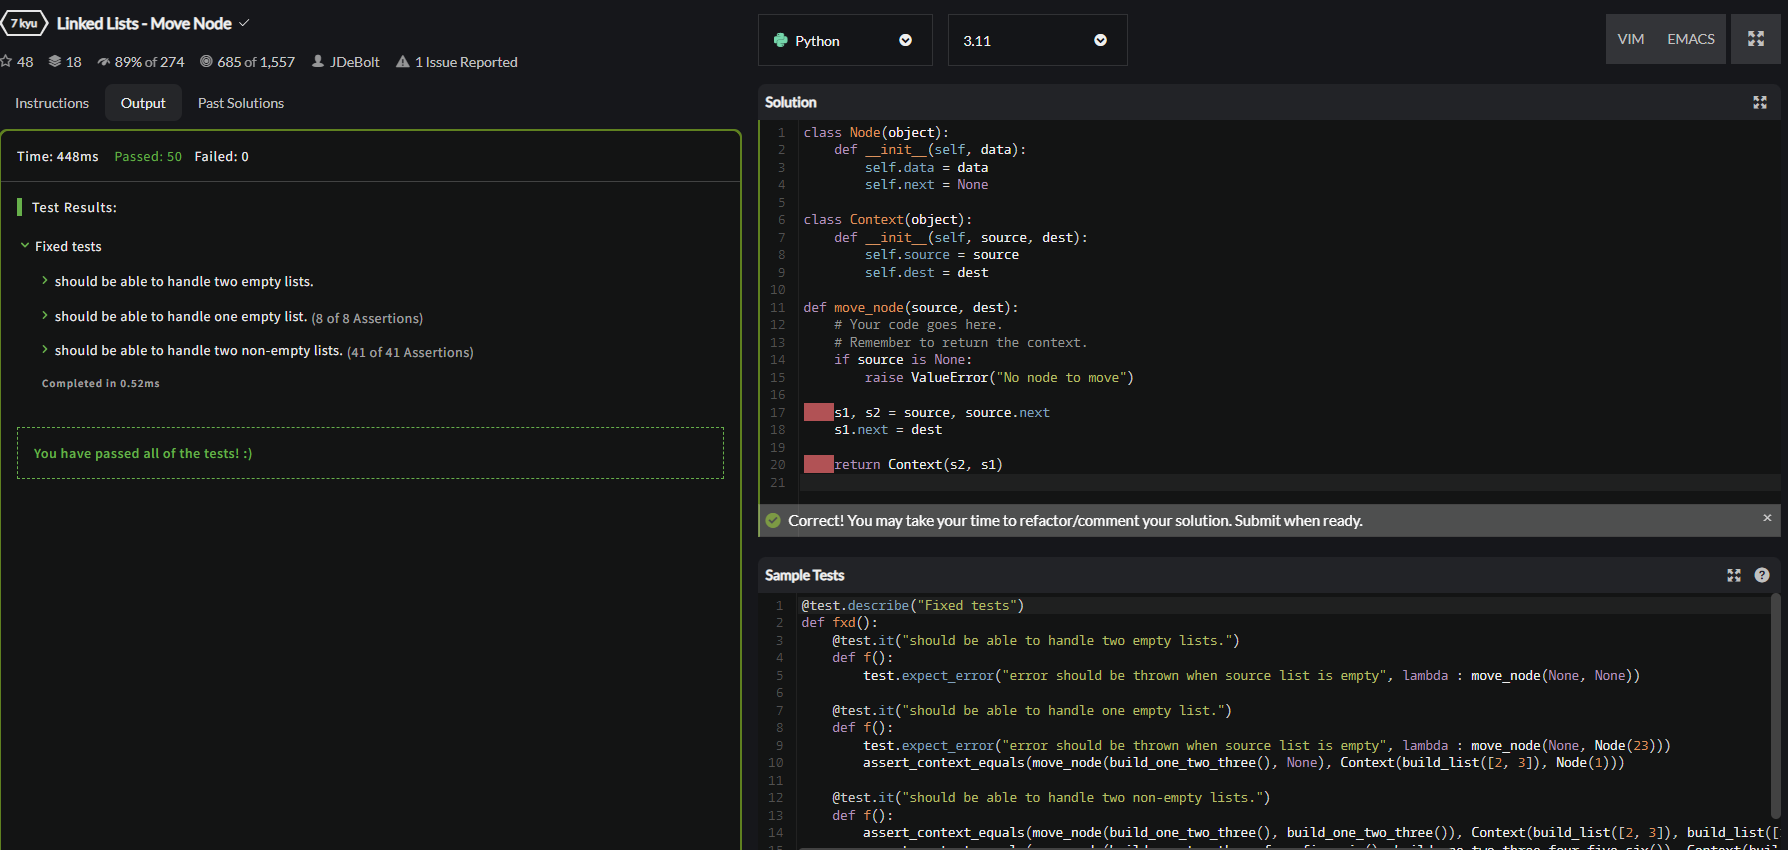 7 kyu Linked Lists - Move Node
48 18 89% of 274 685 of 1,557 JDeBolt 1 Issue Reported
Instructions Output Past Solutions
Time: 448ms Passed: 50 Failed: 0
Test Results:
Fixed tests
should be able to handle two empty lists.
should be able to handle one empty list. (8 of 8 Assertions)
should be able to handle two non-empty lists. (41 of 41 Assertions)
Completed in 0.52ms
You have passed all of the tests! :)
Python 3.11 VIM EMACS
Solution
1 class Node(object):
2     def __init__(self, data):
3         self.data = data
4         self.next = None
5
6 class Context(object):
7     def __init__(self, source, dest):
8         self.source = source
9         self.dest = dest
10
11 def move_node(source, dest):
12     # Your code goes here.
13     # Remember to return the context.
14     if source is None:
15         raise ValueError("No node to move")
16
17     s1, s2 = source, source.next
18     s1.next = dest
19
20     return Context(s2, s1)
21
Correct! You may take your time to refactor/comment your solution. Submit when ready. ×
Sample Tests ?
1 @test.describe("Fixed tests")
2 def fxd():
3     @test.it("should be able to handle two empty lists.")
4     def f():
5         test.expect_error("error should be thrown when source list is empty", lambda : move_node(None, None))
6
7     @test.it("should be able to handle one empty list.")
8     def f():
9         test.expect_error("error should be thrown when source list is empty", lambda : move_node(None, Node(23)))
10         assert_context_equals(move_node(build_one_two_three(), None), Context(build_list([2, 3]), Node(1)))
11
12     @test.it("should be able to handle two non-empty lists.")
13     def f():
14         assert_context_equals(move_node(build_one_two_three(), build_one_two_three()), Context(build_list([2, 3]), build_list([